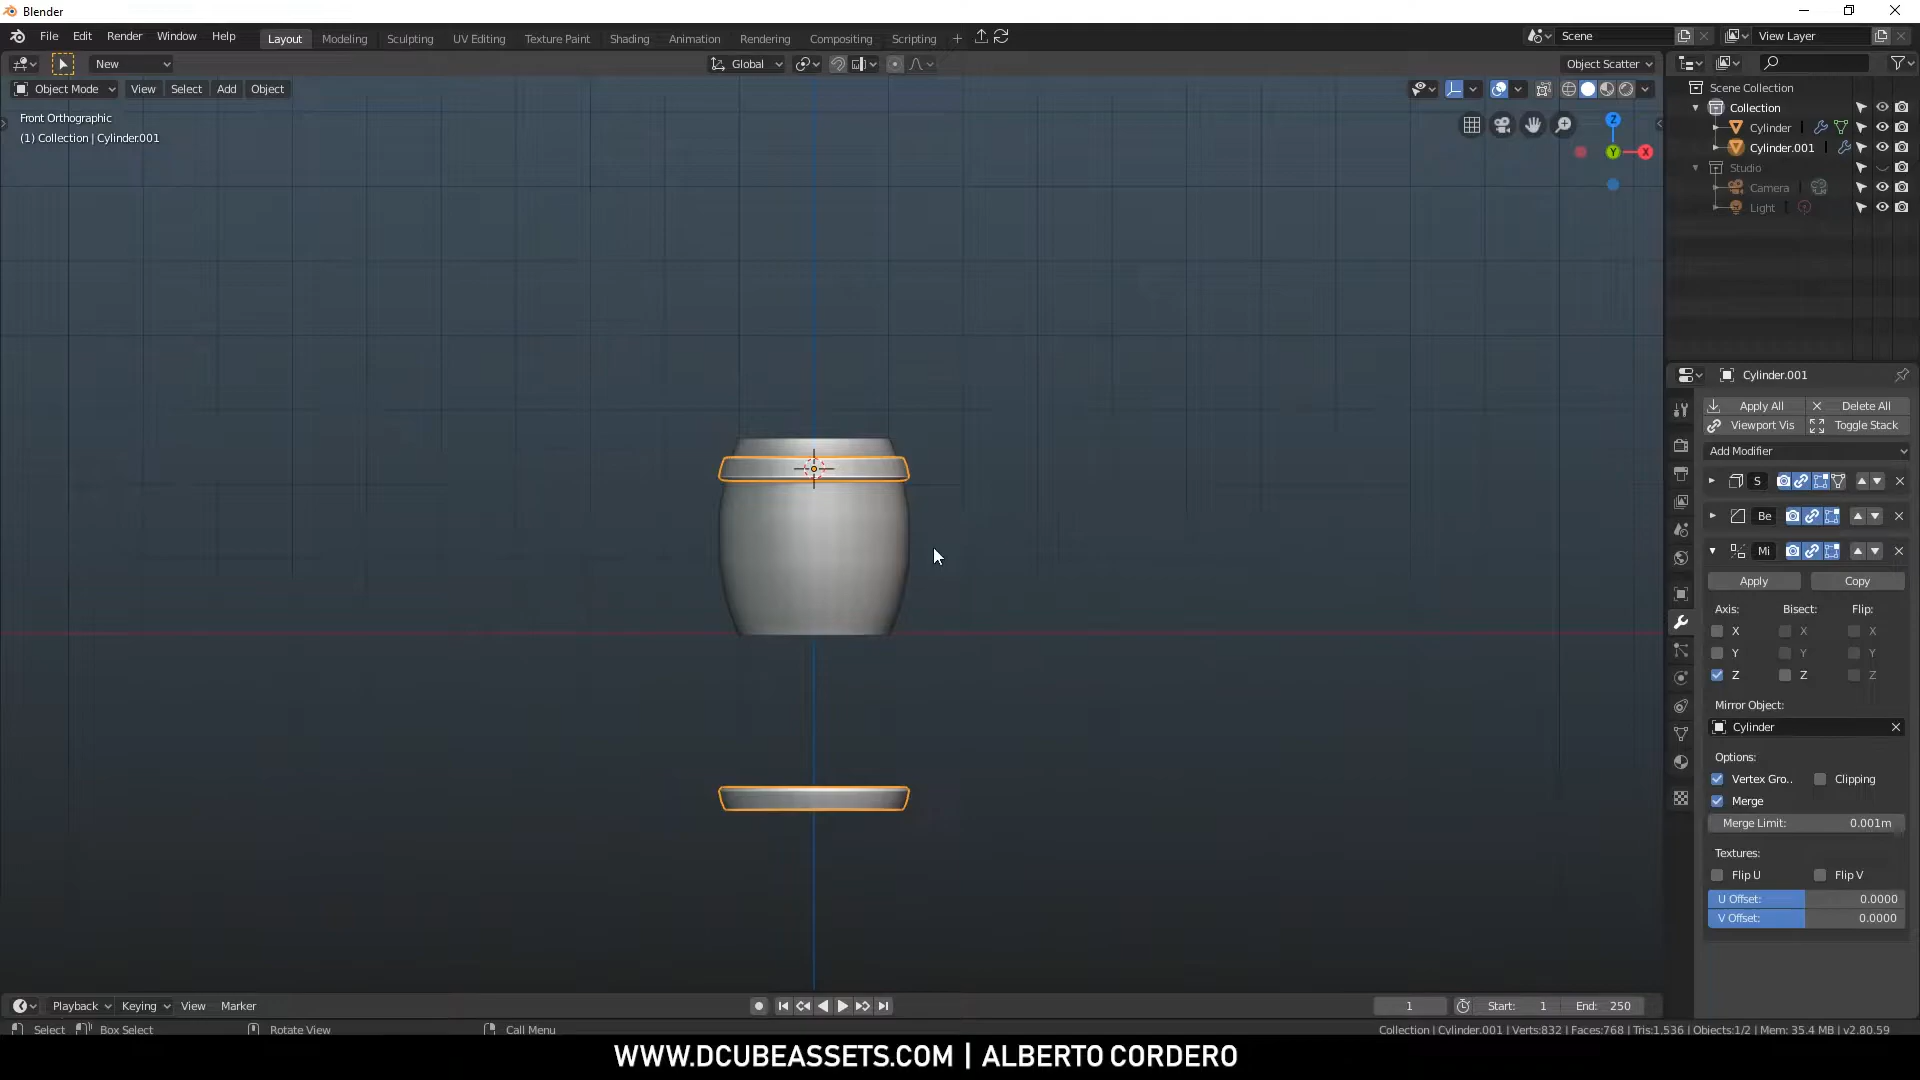 Blender
File Edit Render Window Help Layout Modeling Sculpting UV Editing Texture Paint Shading Animation Rendering Compositing Scripting + Scene View Layer
New Global Object Scatter
Object Mode View Select Add Object
Front Orthographic
(1) Collection | Cylinder.001
Z
Y
X
Scene Collection
Collection
Cylinder
Cylinder.001
Studio
Camera
Light
Cylinder.001
Apply All Delete All
Viewport Vis Toggle Stack
Add Modifier
S
Be
Mi
Apply Copy
Axis: Bisect: Flip:
X X X
Y Y Y
Z Z Z
Mirror Object:
Cylinder
Options:
Vertex Gro.. Clipping
Merge
Merge Limit: 0.001m
Textures:
Flip U Flip V
U Offset: 0.0000
V Offset: 0.0000
Playback Keying View Marker 1 Start: 1 End: 250
Select Box Select Rotate View Call Menu Collection | Cylinder.001 | Verts:832 | Faces:768 | Tris:1,536 | Objects:1/2 | Mem: 35.4 MB | v2.80.59
WWW.DCUBEASSETS.COM | ALBERTO CORDERO